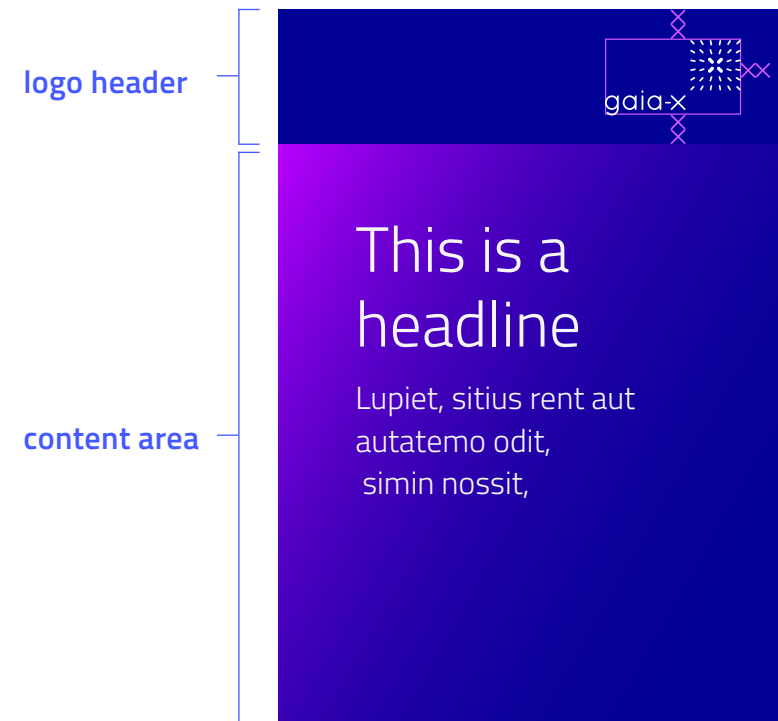 logo header
gaia-x
This is a
headline
Lupiet, sitius rent aut
autatemo odit,
simin nossit,
content area